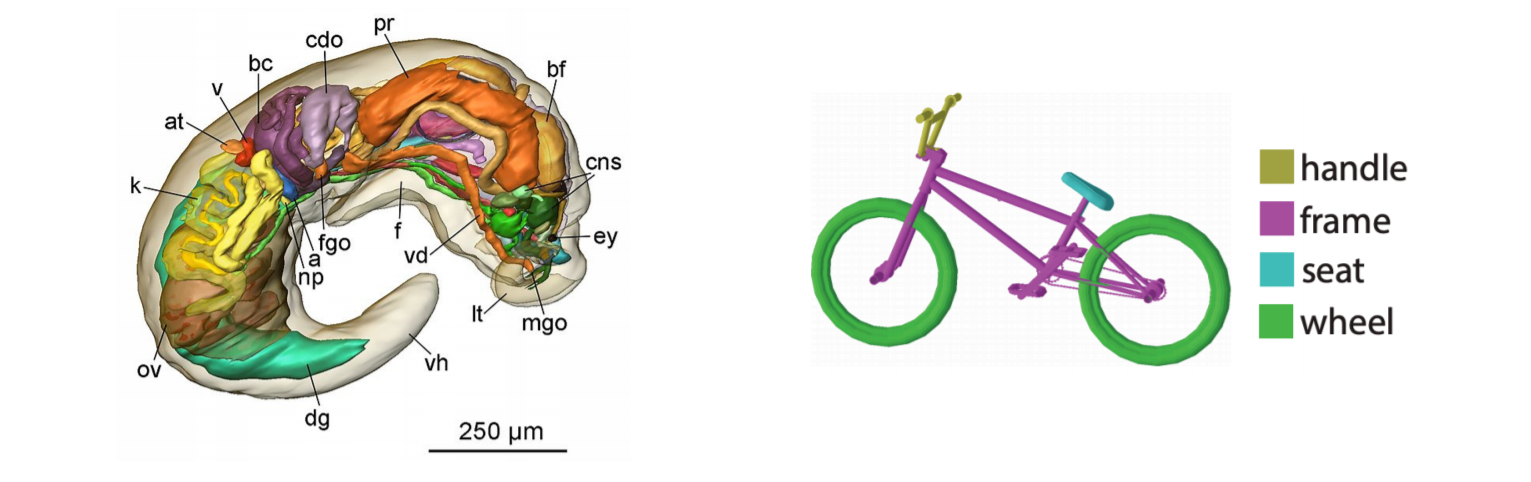 pr
cdo
bc
bf
v
at
cns
k
fgo
f
a
ey
vd
np
lt
mgo
ov
vh
dg
250 µm
handle
frame
seat
wheel